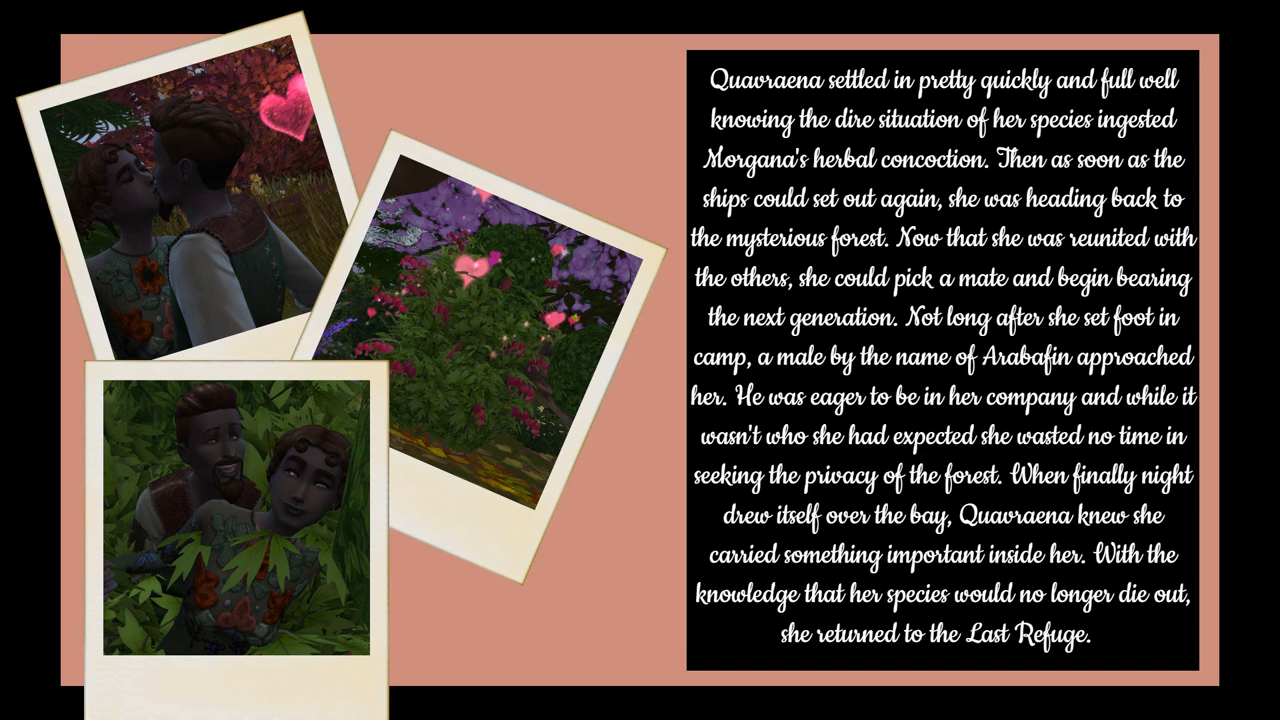 Quavraena settled in pretty quickly and full well
knowing the dire situation of her species ingested
Morgana's herbal concoction. Then as soon as the
ships could set out again, she was heading back to
the mysterious forest. Now that she was reunited with
the others, she could pick a mate and begin bearing
the next generation. Not long after she set foot in
camp, a male by the name of Arabafin approached
her. He was eager to be in her company and while it
wasn't who she had expected she wasted no time in
seeking the privacy of the forest. When finally night
drew itself over the bay, Quavraena knew she
carried something important inside her. With the
knowledge that her species would no longer die out,
she returned to the Last Refuge.